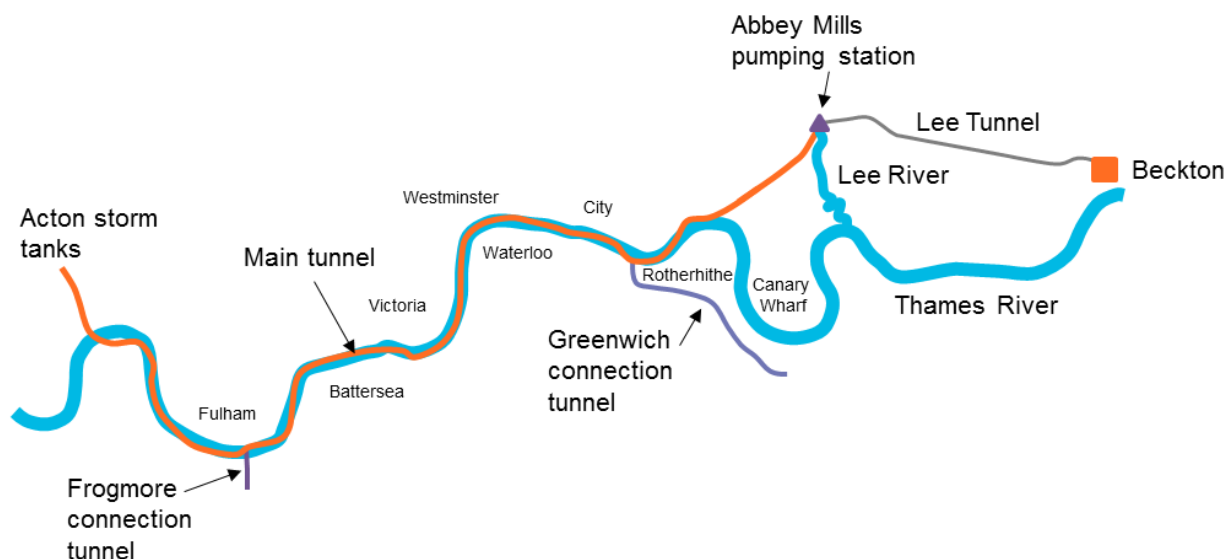 Abbey Mills
pumping station
Lee Tunnel
Beckton
Lee River
Westminster
City
Acton storm
tanks
Main tunnel
Waterloo
Rotherhithe
Canary
Wharf
Victoria
Thames River
Greenwich
connection
tunnel
Battersea
Fulham
Frogmore
connection
tunnel